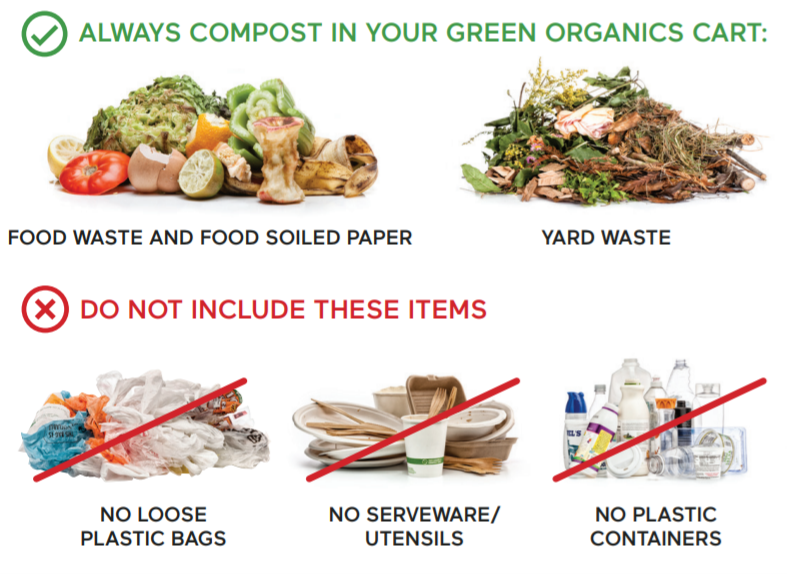 ALWAYS COMPOST IN YOUR GREEN ORGANICS CART:
FOOD WASTE AND FOOD SOILED PAPER
YARD WASTE
DO NOT INCLUDE THESE ITEMS
NO LOOSE
PLASTIC BAGS
NO SERVEWARE/
UTENSILS
NO PLASTIC
CONTAINERS